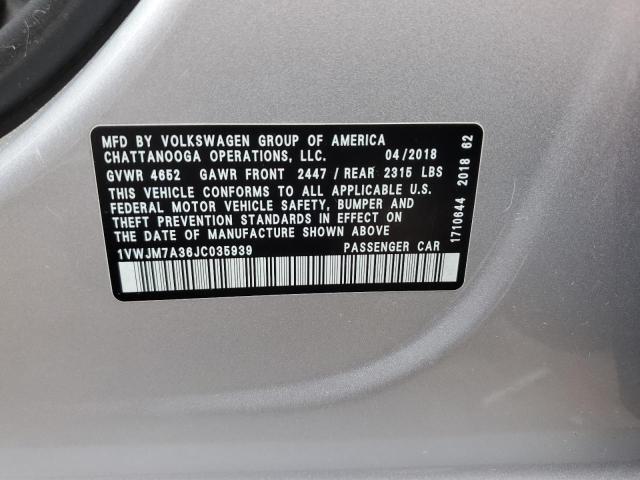 MFD BY VOLKSWAGEN GROUP OF AMERICA
CHATTANOOGA OPERATIONS, LLC. 04/2018
GVWR 4652 GAWR FRONT 2447 / REAR 2315 LBS
THIS VEHICLE CONFORMS TO ALL APPLICABLE U.S.
FEDERAL MOTOR VEHICLE SAFETY, BUMPER AND
THEFT PREVENTION STANDARDS IN EFFECT ON
THE DATE OF MANUFACTURE SHOWN ABOVE
1VWJM7A36JC035939 PASSENGER CAR
1710644 2018 62